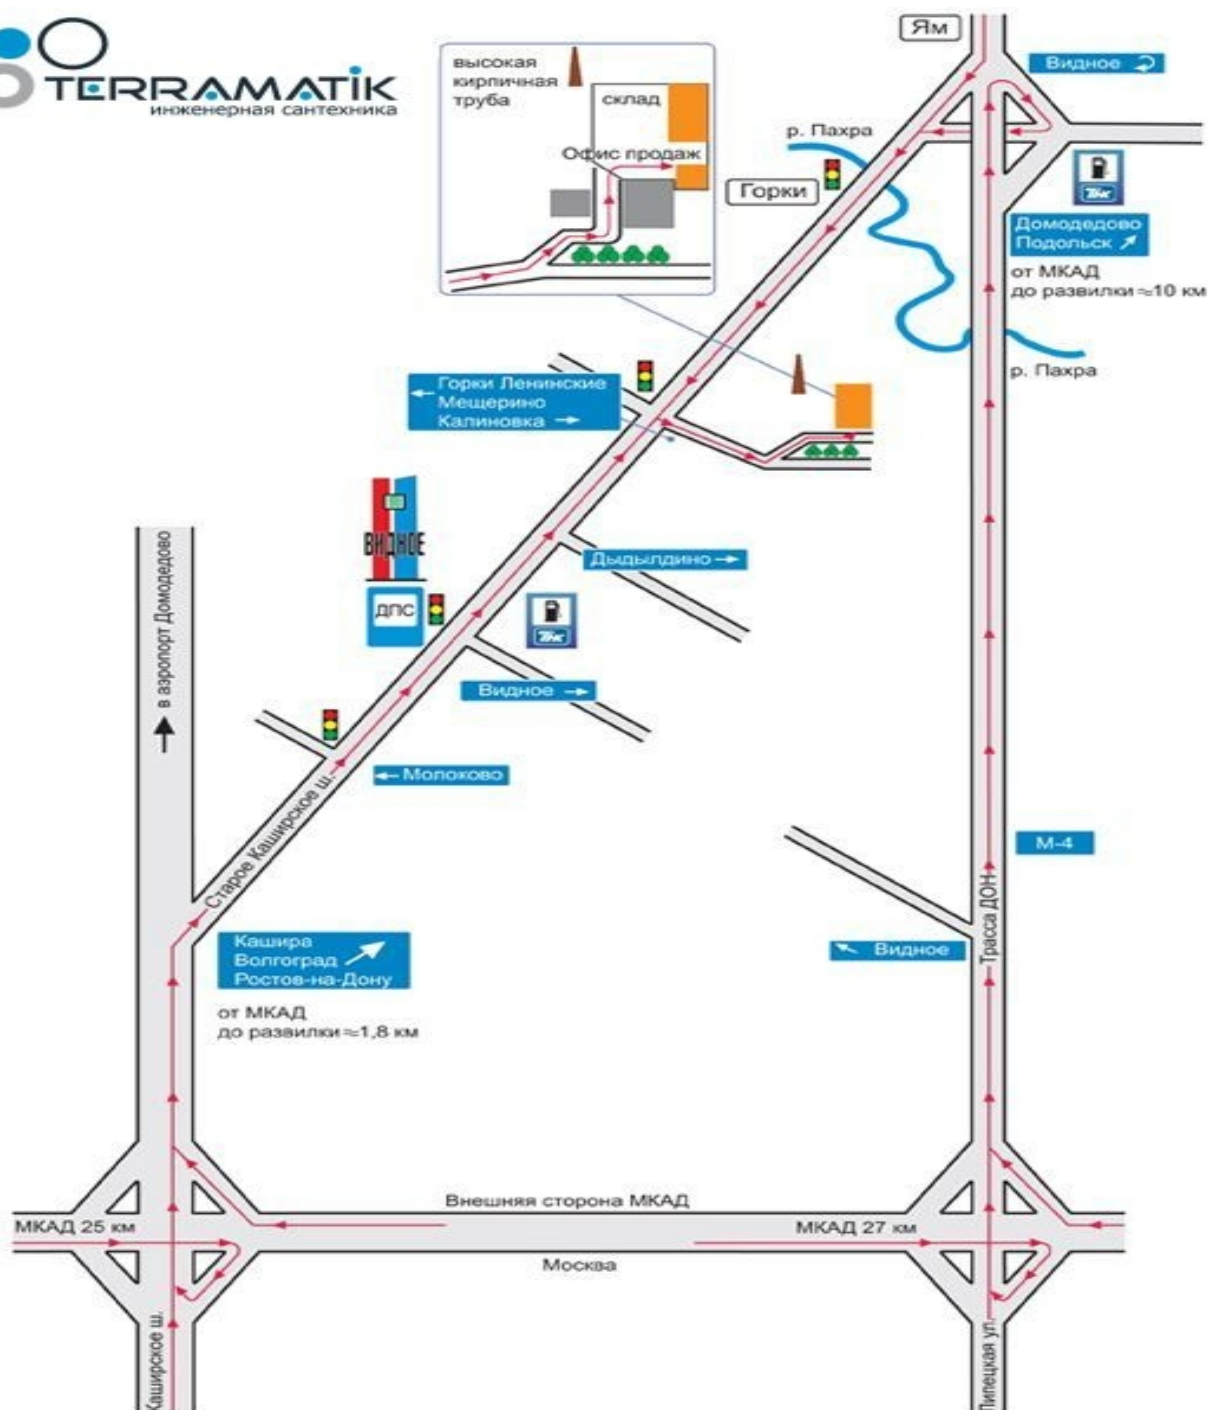 TERRAMATIK
инженерная сантехника
высокая
кирпичная
труба
склад
Офис продаж
Ям
Видное
р. Пахра
Горки
ТНК
Домодедово
Подольск
от МКАД
до развилки ≈10 км
р. Пахра
Горки Ленинские
Мещерино
Калиновка
ВИДНОЕ
Дыдылдино
ДПС
ТНК
в аэропорт Домодедово
Видное
Молоково
Старое Каширское ш.
М-4
Трасса ДОН
Кашира
Волгоград
Ростов-на-Дону
Видное
от МКАД
до развилки ≈1,8 км
Внешняя сторона МКАД
МКАД 25 км
МКАД 27 км
Москва
Каширское ш.
Липецкая ул.